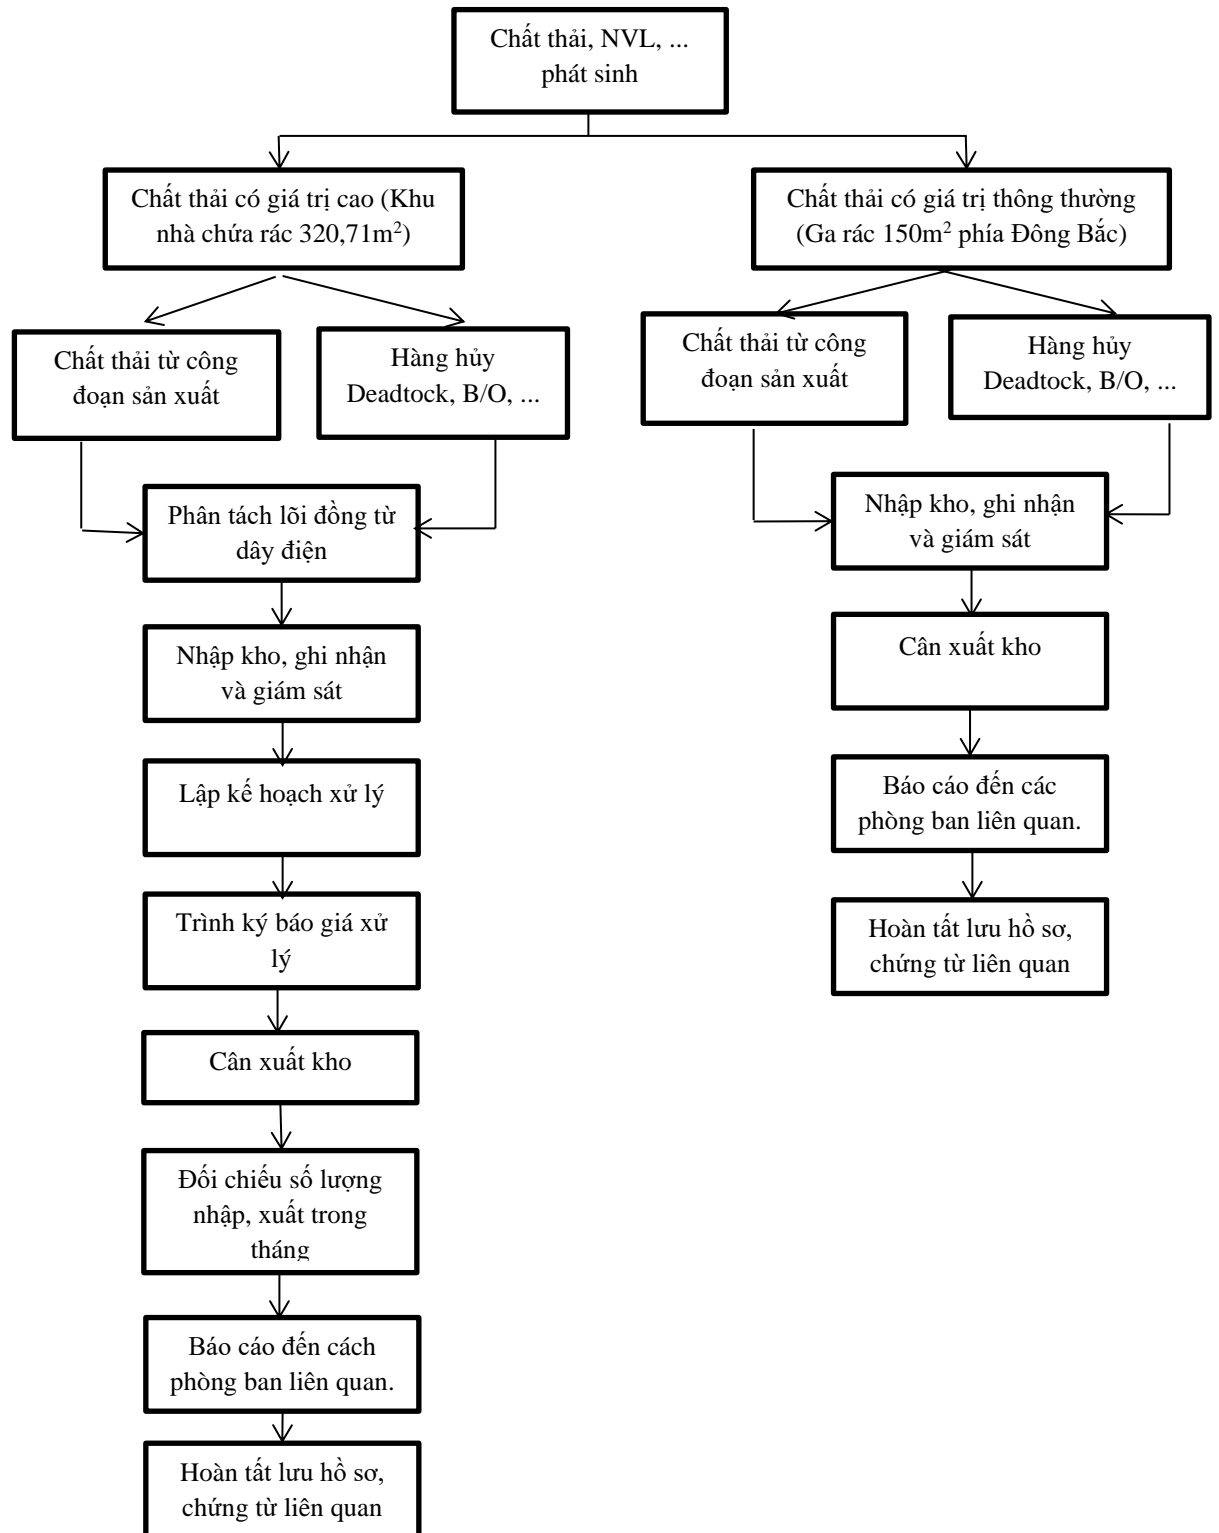 Chất thải, NVL, ...
phát sinh
Chất thải có giá trị cao (Khu
nhà chứa rác 320,71m²)
Chất thải có giá trị thông thường
(Ga rác 150m² phía Đông Bắc)
Chất thải từ công
đoạn sản xuất
Hàng hủy
Deadtock, B/O, ...
Chất thải từ công
đoạn sản xuất
Hàng hủy
Deadtock, B/O, ...
Phân tách lõi đồng từ
dây điện
Nhập kho, ghi nhận
và giám sát
Lập kế hoạch xử lý
Trình ký báo giá xử
lý
Cân xuất kho
Đối chiếu số lượng
nhập, xuất trong
tháng
Báo cáo đến cách
phòng ban liên quan.
Hoàn tất lưu hồ sơ,
chứng từ liên quan
Nhập kho, ghi nhận
và giám sát
Cân xuất kho
Báo cáo đến các
phòng ban liên quan.
Hoàn tất lưu hồ sơ,
chứng từ liên quan